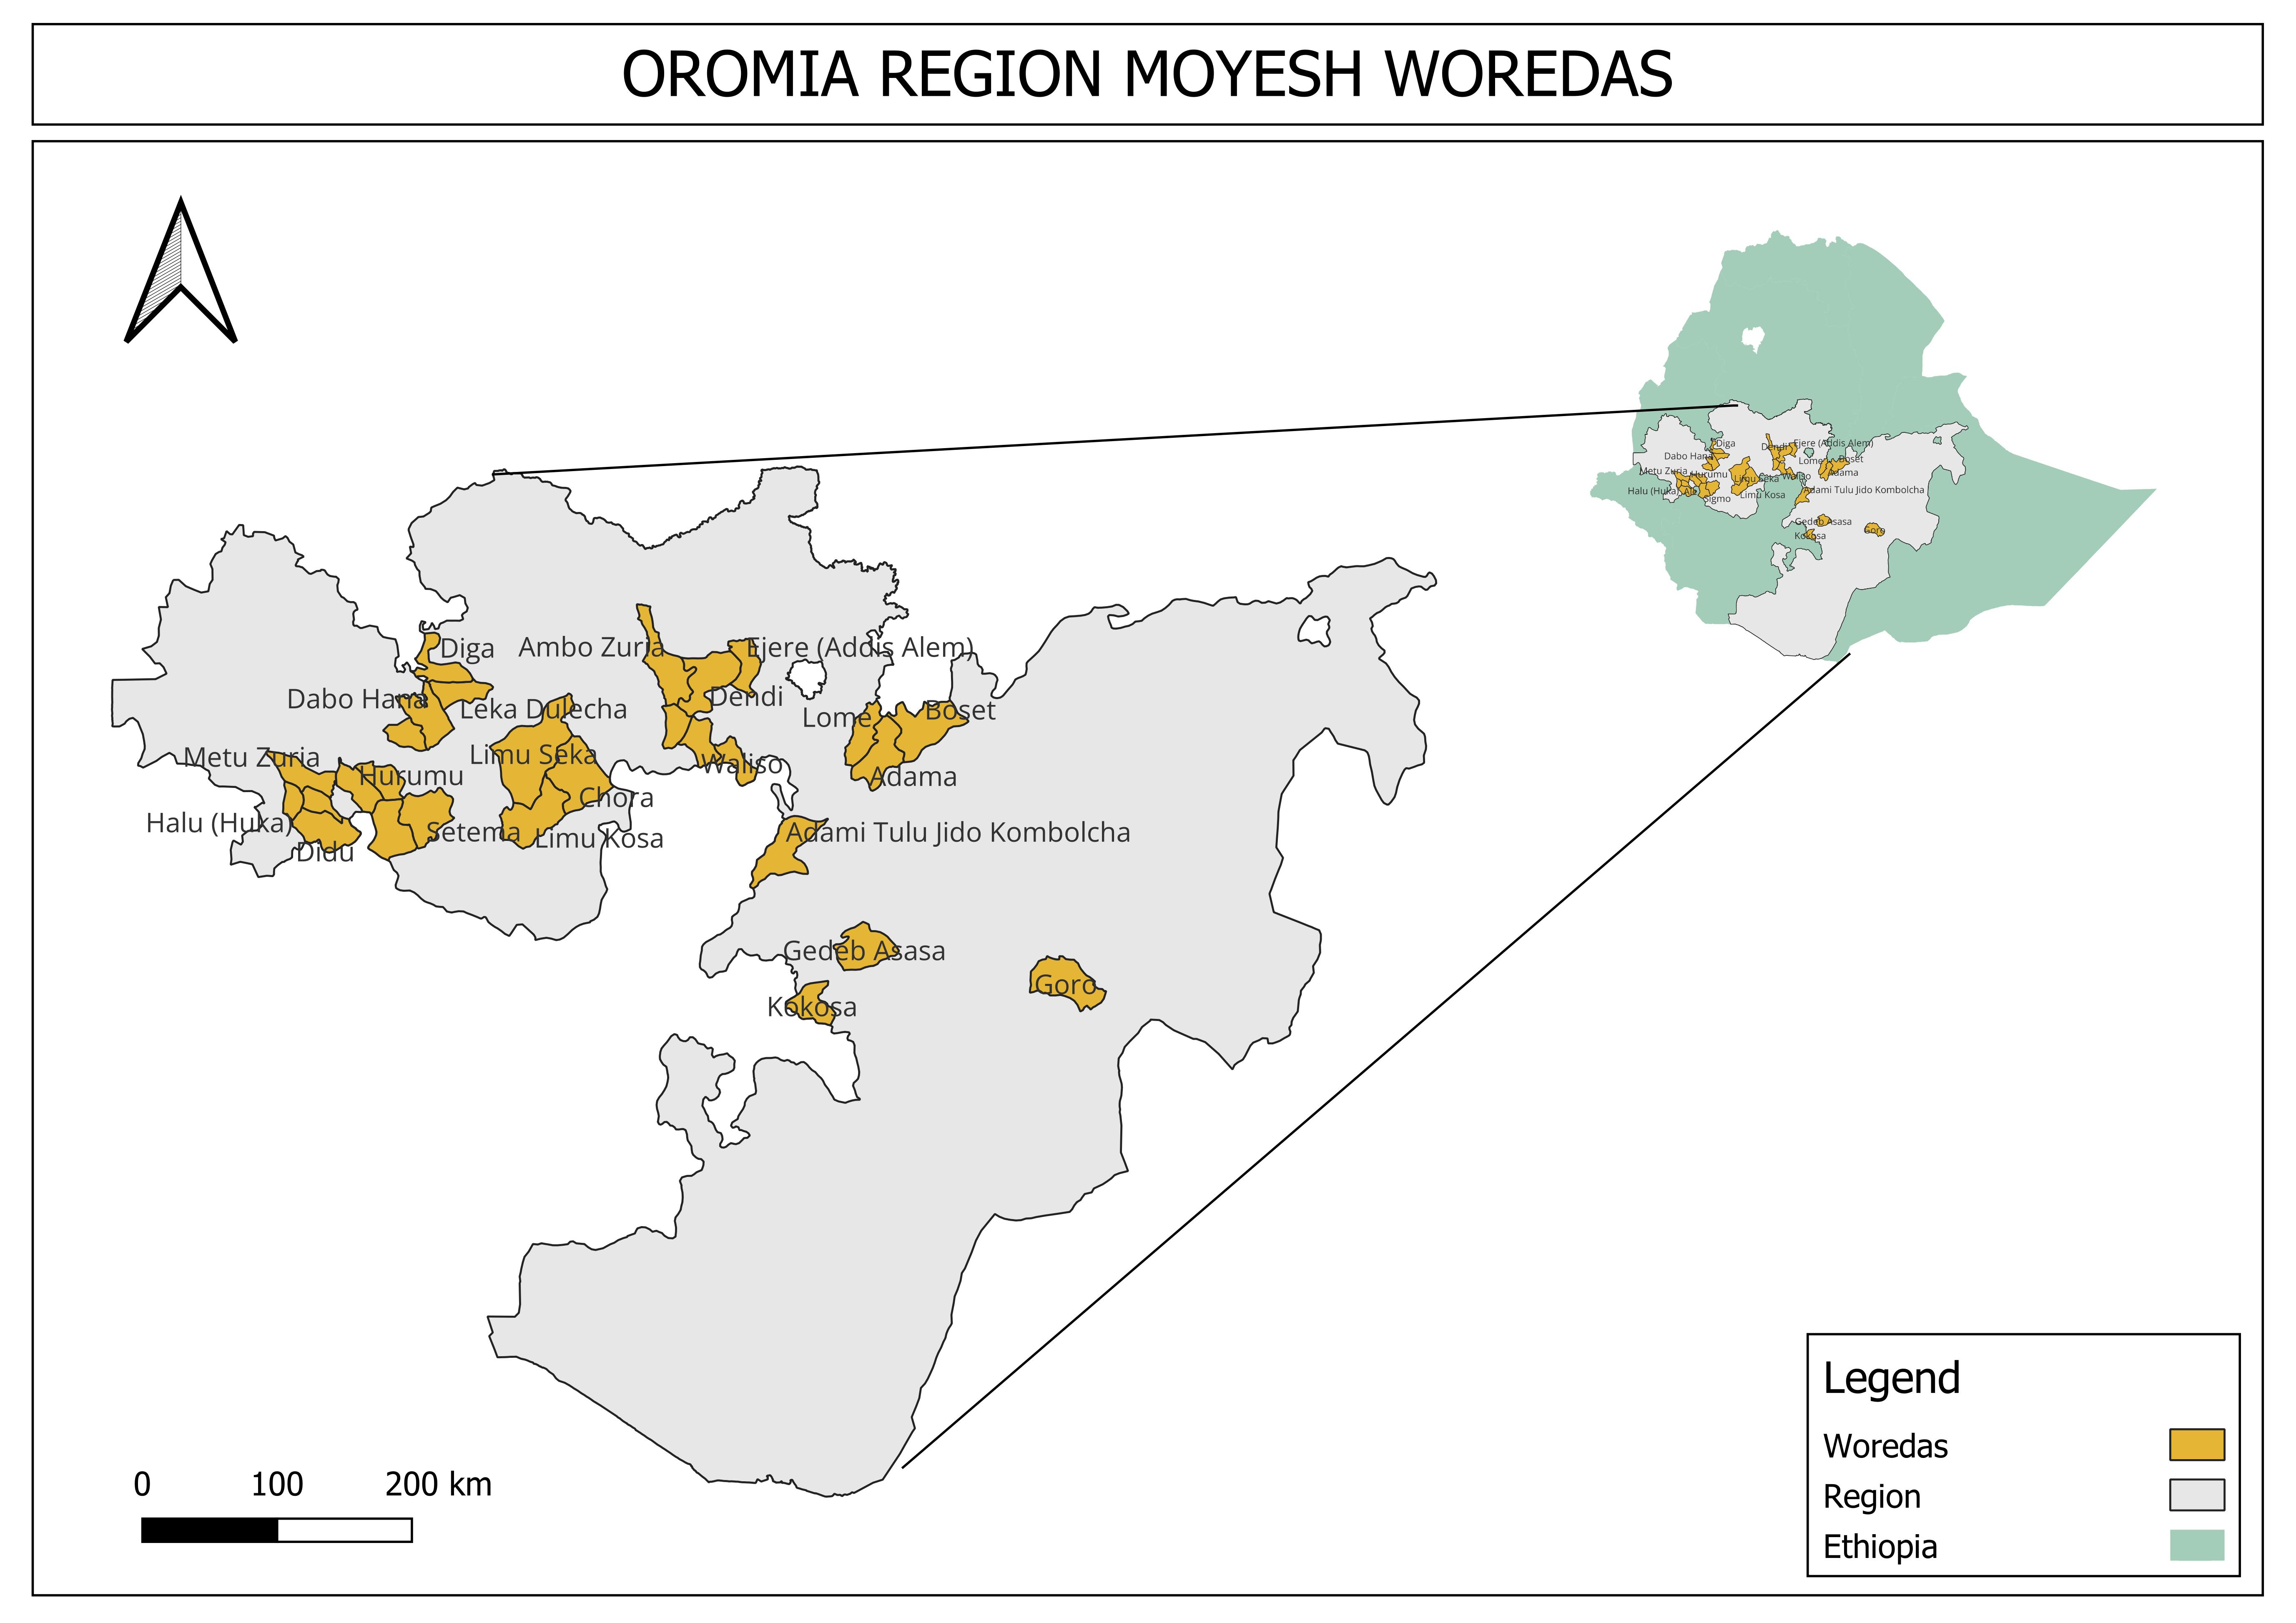 OROMIA REGION MOYESH WOREDAS
Diga
Dendi
Ejere (Addis Alem)
Dabo Hana
Lome
Boset
Metu Zuria
Hurumu
Limu Seka
Waliso
Adama
Halu (Huka)
Sigmo
Limu Kosa
Adami Tulu Jido Kombolcha
Gedeb Asasa
Goro
Kokosa
Diga
Ambo Zuria
Ejere (Addis Alem)
Dabo Hana
Leka Dulecha
Dendi
Lome
Boset
Metu Zuria
Hurumu
Limu Seka
Waliso
Adama
Chora
Halu (Huka)
Didu
Setema
Limu Kosa
Adami Tulu Jido Kombolcha
Gedeb Asasa
Goro
Kokosa
0 100 200 km
Legend
Woredas
Region
Ethiopia